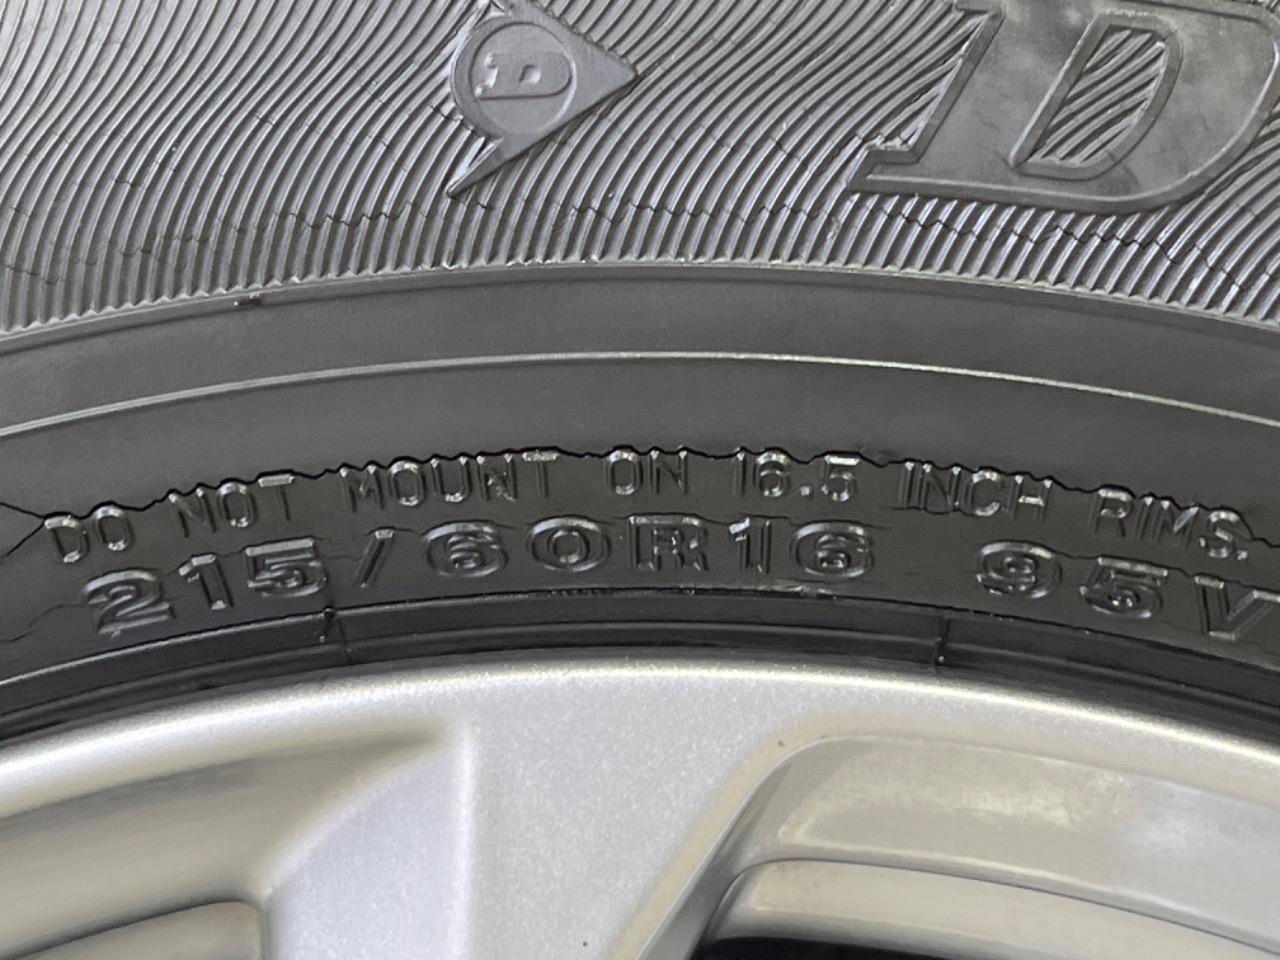 D
D
DO NOT MOUNT ON 16.5 INCH RIMS.
215/60R16 95V